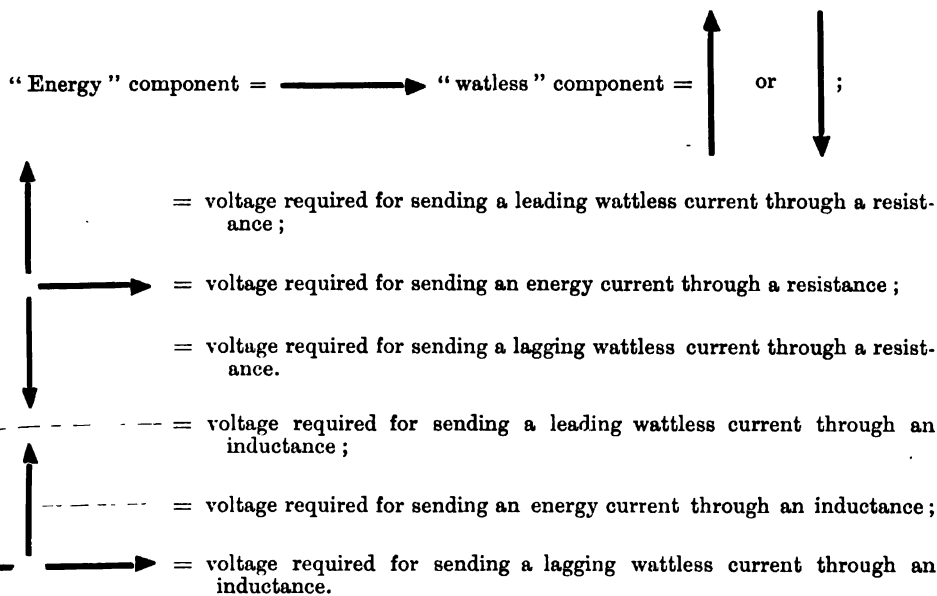 “ Energy ” component = “ watless ” component = or ;
= voltage required for sending a leading wattless current through a resist-
ance ;
= voltage required for sending an energy current through a resistance ;
= voltage required for sending a lagging wattless current through a resist-
ance.
= voltage required for sending a leading wattless current through an
inductance ;
= voltage required for sending an energy current through an inductance ;
= voltage required for sending a lagging wattless current through an
inductance.